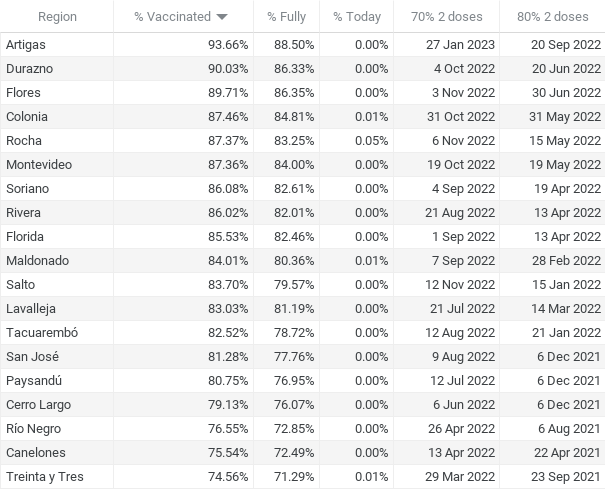 Region % Vaccinated % Fully % Today 70% 2 doses 80% 2 doses
Artigas 93.66% 88.50% 0.00% 27 Jan 2023 20 Sep 2022
Durazno 90.03% 86.33% 0.00% 4 Oct 2022 20 Jun 2022
Flores 89.71% 86.35% 0.00% 3 Nov 2022 30 Jun 2022
Colonia 87.46% 84.81% 0.01% 31 Oct 2022 31 May 2022
Rocha 87.37% 83.25% 0.05% 6 Nov 2022 15 May 2022
Montevideo 87.36% 84.00% 0.00% 19 Oct 2022 19 May 2022
Soriano 86.08% 82.61% 0.00% 4 Sep 2022 19 Apr 2022
Rivera 86.02% 82.01% 0.00% 21 Aug 2022 13 Apr 2022
Florida 85.53% 82.46% 0.00% 1 Sep 2022 13 Apr 2022
Maldonado 84.01% 80.36% 0.01% 7 Sep 2022 28 Feb 2022
Salto 83.70% 79.57% 0.00% 12 Nov 2022 15 Jan 2022
Lavalleja 83.03% 81.19% 0.00% 21 Jul 2022 14 Mar 2022
Tacuarembó 82.52% 78.72% 0.00% 12 Aug 2022 21 Jan 2022
San José 81.28% 77.76% 0.00% 9 Aug 2022 6 Dec 2021
Paysandú 80.75% 76.95% 0.00% 12 Jul 2022 6 Dec 2021
Cerro Largo 79.13% 76.07% 0.00% 6 Jun 2022 6 Dec 2021
Río Negro 76.55% 72.85% 0.00% 26 Apr 2022 6 Aug 2021
Canelones 75.54% 72.49% 0.00% 13 Apr 2022 22 Apr 2021
Treinta y Tres 74.56% 71.29% 0.01% 29 Mar 2022 23 Sep 2021